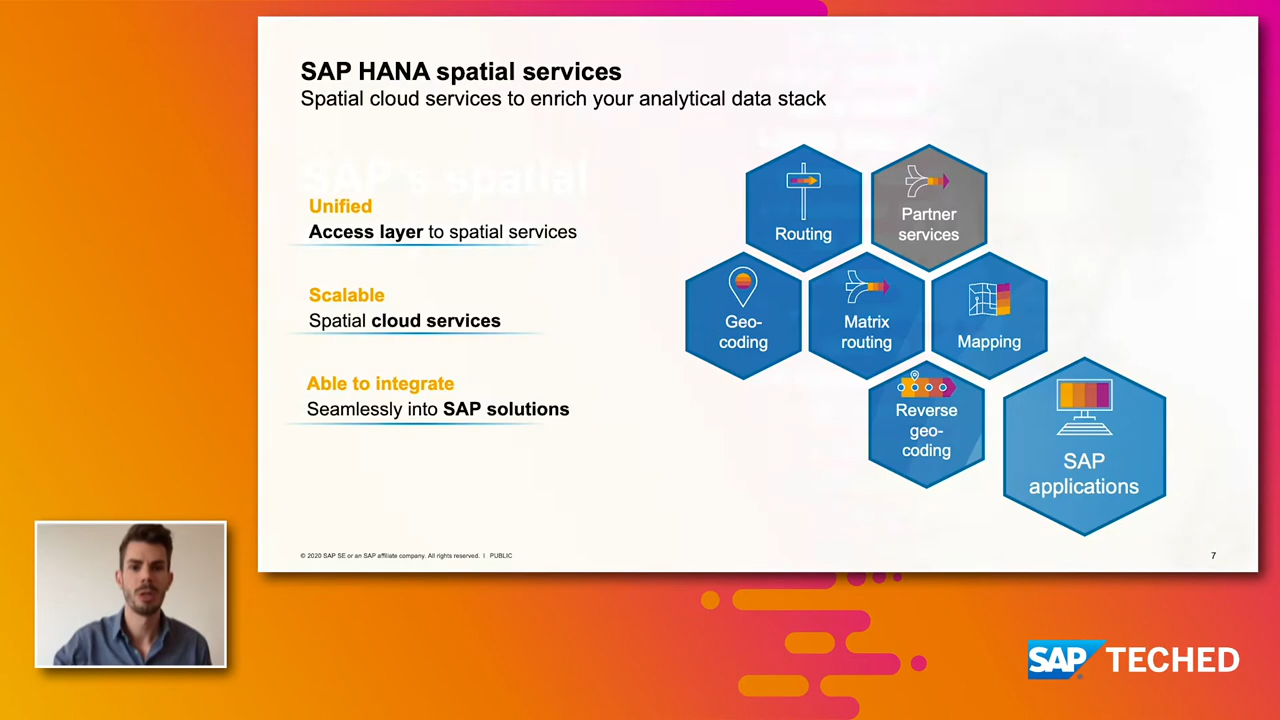 SAP HANA spatial services
Spatial cloud services to enrich your analytical data stack
SAP's spatial
Unified
Access layer to spatial services
Scalable
Spatial cloud services
Able to integrate
Seamlessly into SAP solutions
Routing
Partner
services
Geo-
coding
Matrix
routing
Mapping
Reverse
geo-
coding
SAP
applications
© 2020 SAP SE or an SAP affiliate company. All rights reserved. | PUBLIC
7
SAP TECHED